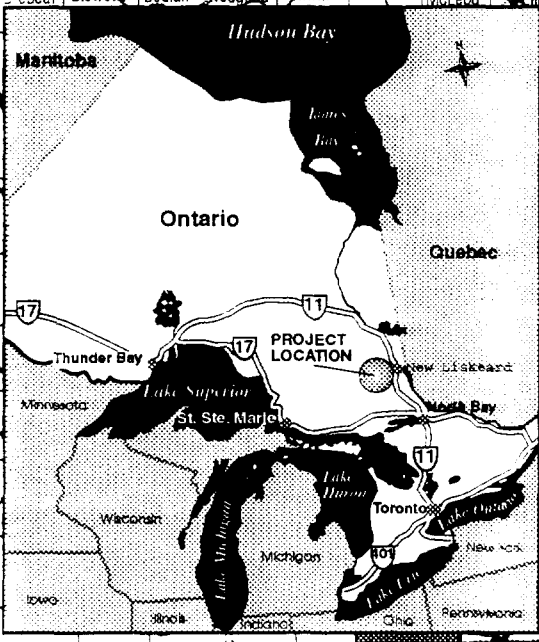 Hudson Bay
Manitoba
N
James
Bay
Ontario
Quebec
17
11
17
PROJECT
LOCATION
Thunder Bay
New Liskeard
Lake Superior
Minnesota
St. Ste. Marie
North Bay
11
Lake
Huron
Toronto
Lake Ontario
Wisconsin
Lake Michigan
Michigan
401
New York
Lake Erie
Iowa
Illinois
Indiana
Ohio
Pennsylvania